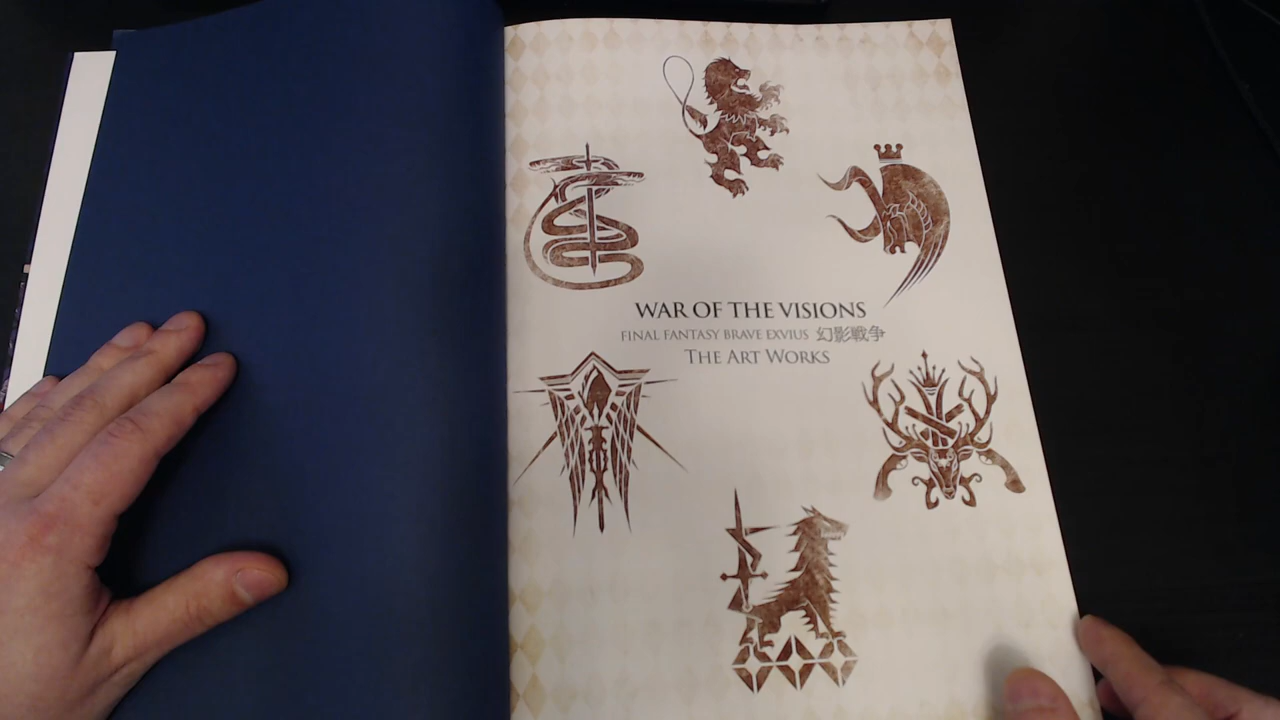 WAR OF THE VISIONS
FINAL FANTASY BRAVE EXVIUS 幻影戦争
THE ART WORKS